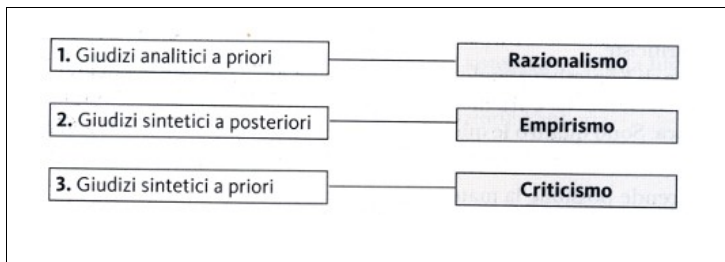 1. Giudizi analitici a priori
Razionalismo
2. Giudizi sintetici a posteriori
Empirismo
3. Giudizi sintetici a priori
Criticismo